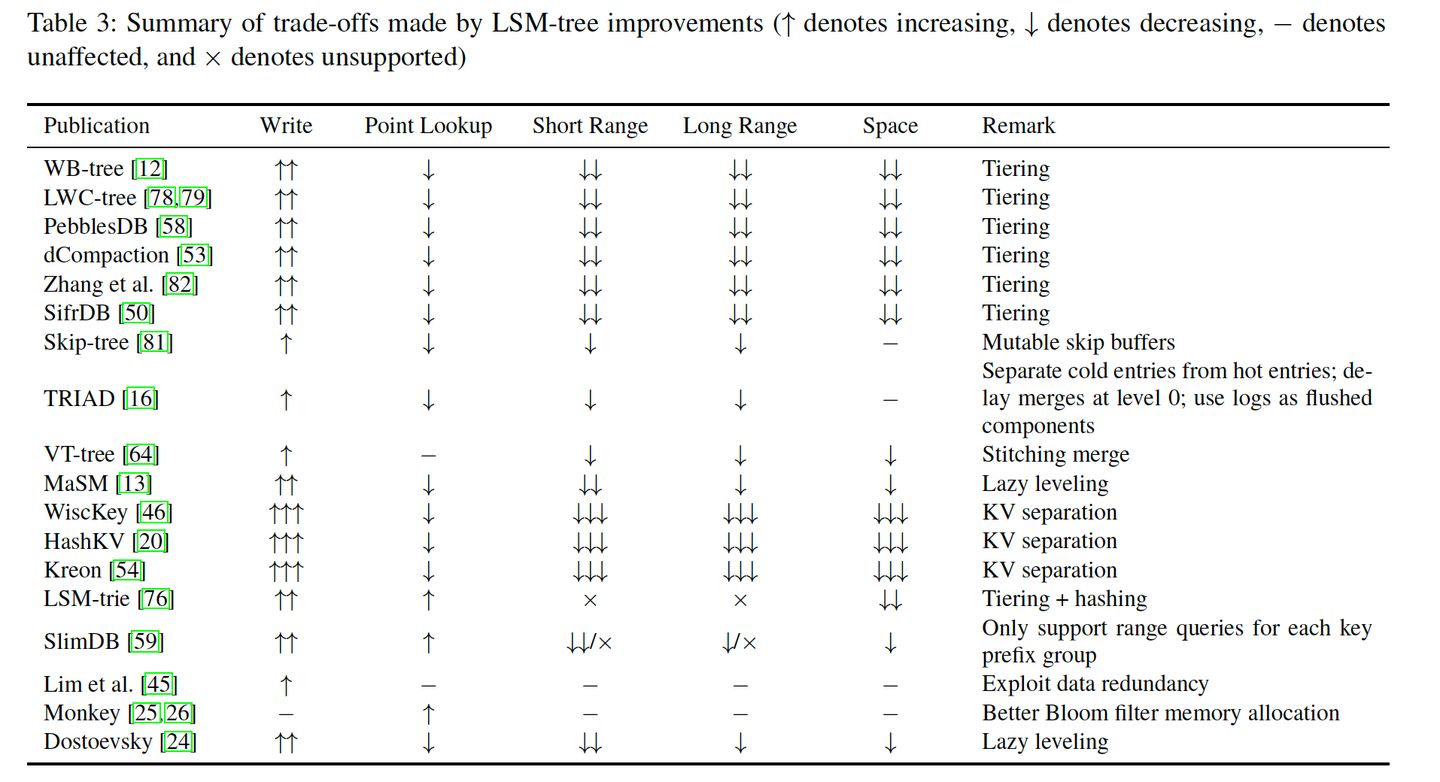 Table 3: Summary of trade-offs made by LSM-tree improvements (↑ denotes increasing, ↓ denotes decreasing, − denotes
unaffected, and × denotes unsupported)
Publication Write Point Lookup Short Range Long Range Space Remark
WB-tree [12] ↑↑ ↓ ↓↓ ↓↓ ↓↓ Tiering
LWC-tree [78,79] ↑↑ ↓ ↓↓ ↓↓ ↓↓ Tiering
PebblesDB [58] ↑↑ ↓ ↓↓ ↓↓ ↓↓ Tiering
dCompaction [53] ↑↑ ↓ ↓↓ ↓↓ ↓↓ Tiering
Zhang et al. [82] ↑↑ ↓ ↓↓ ↓↓ ↓↓ Tiering
SifrDB [50] ↑↑ ↓ ↓↓ ↓↓ ↓↓ Tiering
Skip-tree [81] ↑ ↓ ↓ ↓ − Mutable skip buffers
Separate cold entries from hot entries; de-
TRIAD [16] ↑ ↓ ↓ ↓ − lay merges at level 0; use logs as flushed
components
VT-tree [64] ↑ − ↓ ↓ ↓ Stitching merge
MaSM [13] ↑↑ ↓ ↓↓ ↓ ↓ Lazy leveling
WiscKey [46] ↑↑↑ ↓ ↓↓↓ ↓↓↓ ↓↓↓ KV separation
HashKV [20] ↑↑↑ ↓ ↓↓↓ ↓↓↓ ↓↓↓ KV separation
Kreon [54] ↑↑↑ ↓ ↓↓↓ ↓↓↓ ↓↓↓ KV separation
LSM-trie [76] ↑↑ ↑ × × ↓↓ Tiering + hashing
Only support range queries for each key
SlimDB [59] ↑↑ ↑ ↓↓/× ↓/× ↓
prefix group
Lim et al. [45] ↑ − − − − Exploit data redundancy
Monkey [25,26] − ↑ − − − Better Bloom filter memory allocation
Dostoevsky [24] ↑↑ ↓ ↓↓ ↓ ↓ Lazy leveling